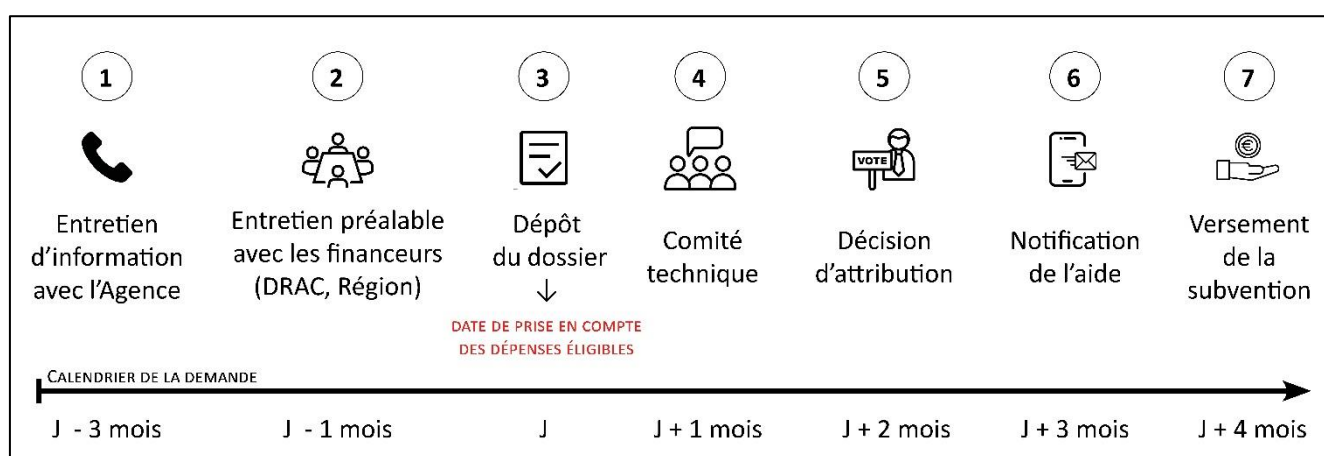 1
2
3
4
5
6
7
VOTE
Entretien
d'information
avec l'Agence
Entretien préalable
avec les financeurs
(DRAC, Région)
Dépôt
du dossier
↓
DATE DE PRISE EN COMPTE
DES DÉPENSES ÉLIGIBLES
Comité
technique
Décision
d'attribution
Notification
de l'aide
Versement
de la
subvention
CALENDRIER DE LA DEMANDE
J - 3 mois
J - 1 mois
J
J + 1 mois
J + 2 mois
J + 3 mois
J + 4 mois